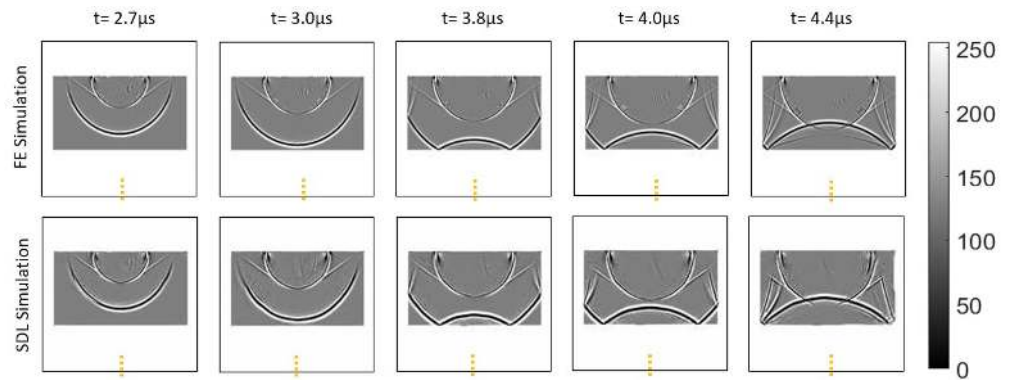 t= 2.7µs t= 3.0µs t= 3.8µs t= 4.0µs t= 4.4µs
FE Simulation
SDL Simulation
250
200
150
100
50
0